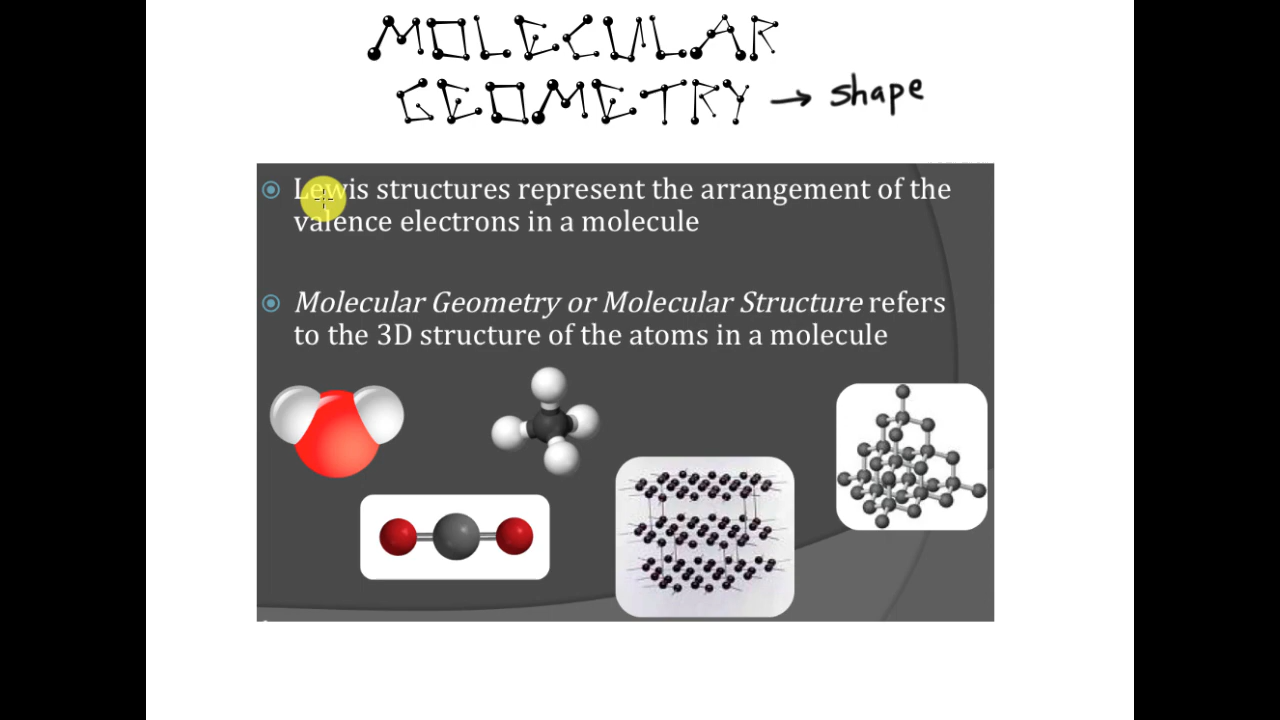 MOLECULAR
GEOMETRY → shape
Lewis structures represent the arrangement of the
valence electrons in a molecule
Molecular Geometry or Molecular Structure refers
to the 3D structure of the atoms in a molecule